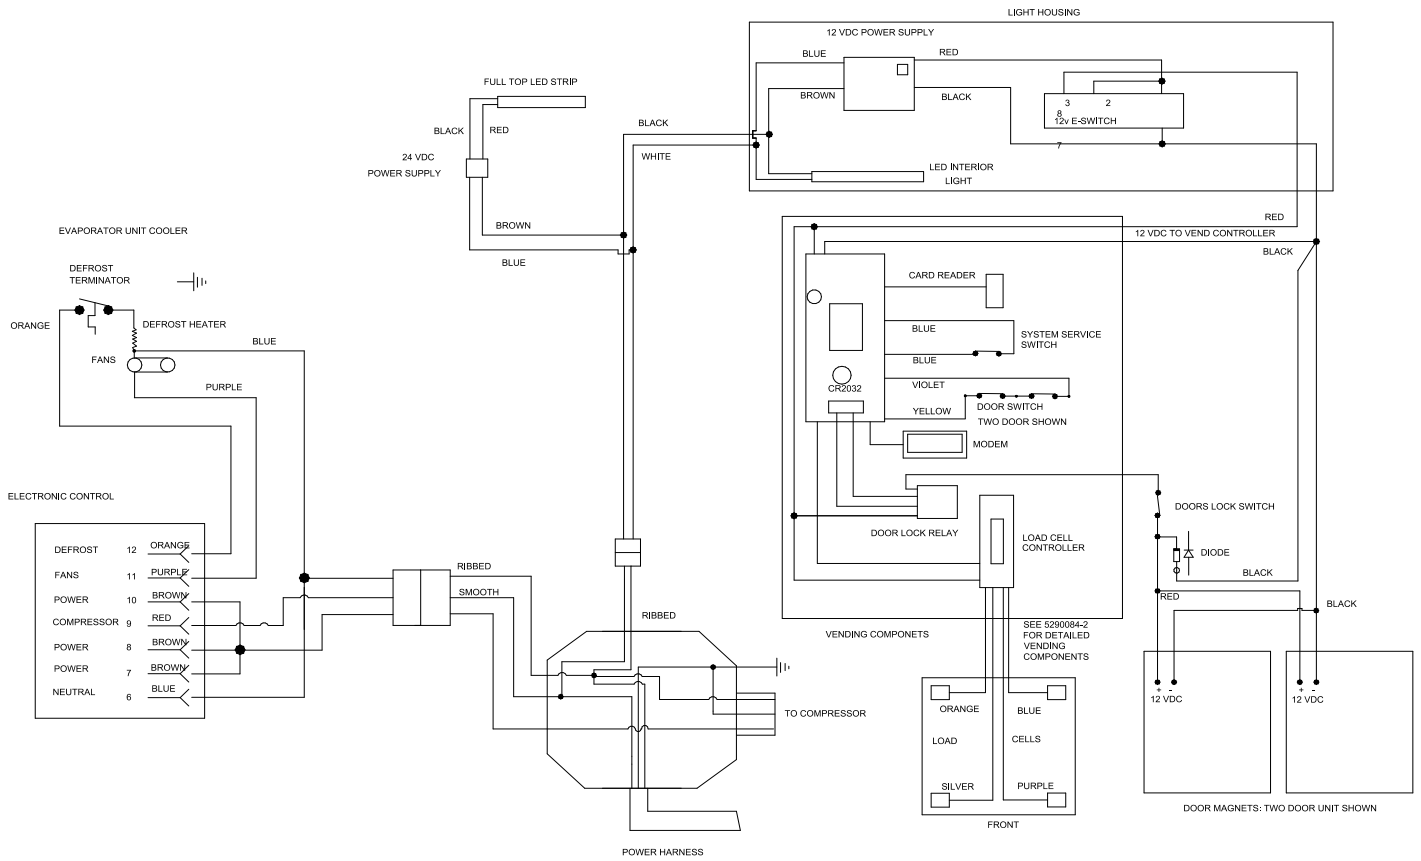 LIGHT HOUSING
12 VDC POWER SUPPLY
BLUE
RED
BROWN
BLACK
3
2
8
12v E-SWITCH
7
LED INTERIOR
LIGHT
FULL TOP LED STRIP
BLACK
RED
24 VDC
POWER SUPPLY
BLACK
WHITE
BROWN
BLUE
EVAPORATOR UNIT COOLER
DEFROST
TERMINATOR
ORANGE
DEFROST HEATER
FANS
BLUE
PURPLE
ELECTRONIC CONTROL
DEFROST 12 ORANGE
FANS 11 PURPLE
POWER 10 BROWN
COMPRESSOR 9 RED
POWER 8 BROWN
POWER 7 BROWN
NEUTRAL 6 BLUE
RIBBED
SMOOTH
RIBBED
TO COMPRESSOR
POWER HARNESS
RED
12 VDC TO VEND CONTROLLER
BLACK
CARD READER
BLUE
SYSTEM SERVICE
SWITCH
BLUE
VIOLET
CR2032
YELLOW
DOOR SWITCH
TWO DOOR SHOWN
MODEM
DOOR LOCK RELAY
LOAD CELL
CONTROLLER
DOORS LOCK SWITCH
DIODE
BLACK
RED
BLACK
VENDING COMPONETS
SEE 5290084-2
FOR DETAILED
VENDING
COMPONENTS
ORANGE
BLUE
LOAD
CELLS
SILVER
PURPLE
FRONT
+ -
12 VDC
+ -
12 VDC
DOOR MAGNETS: TWO DOOR UNIT SHOWN